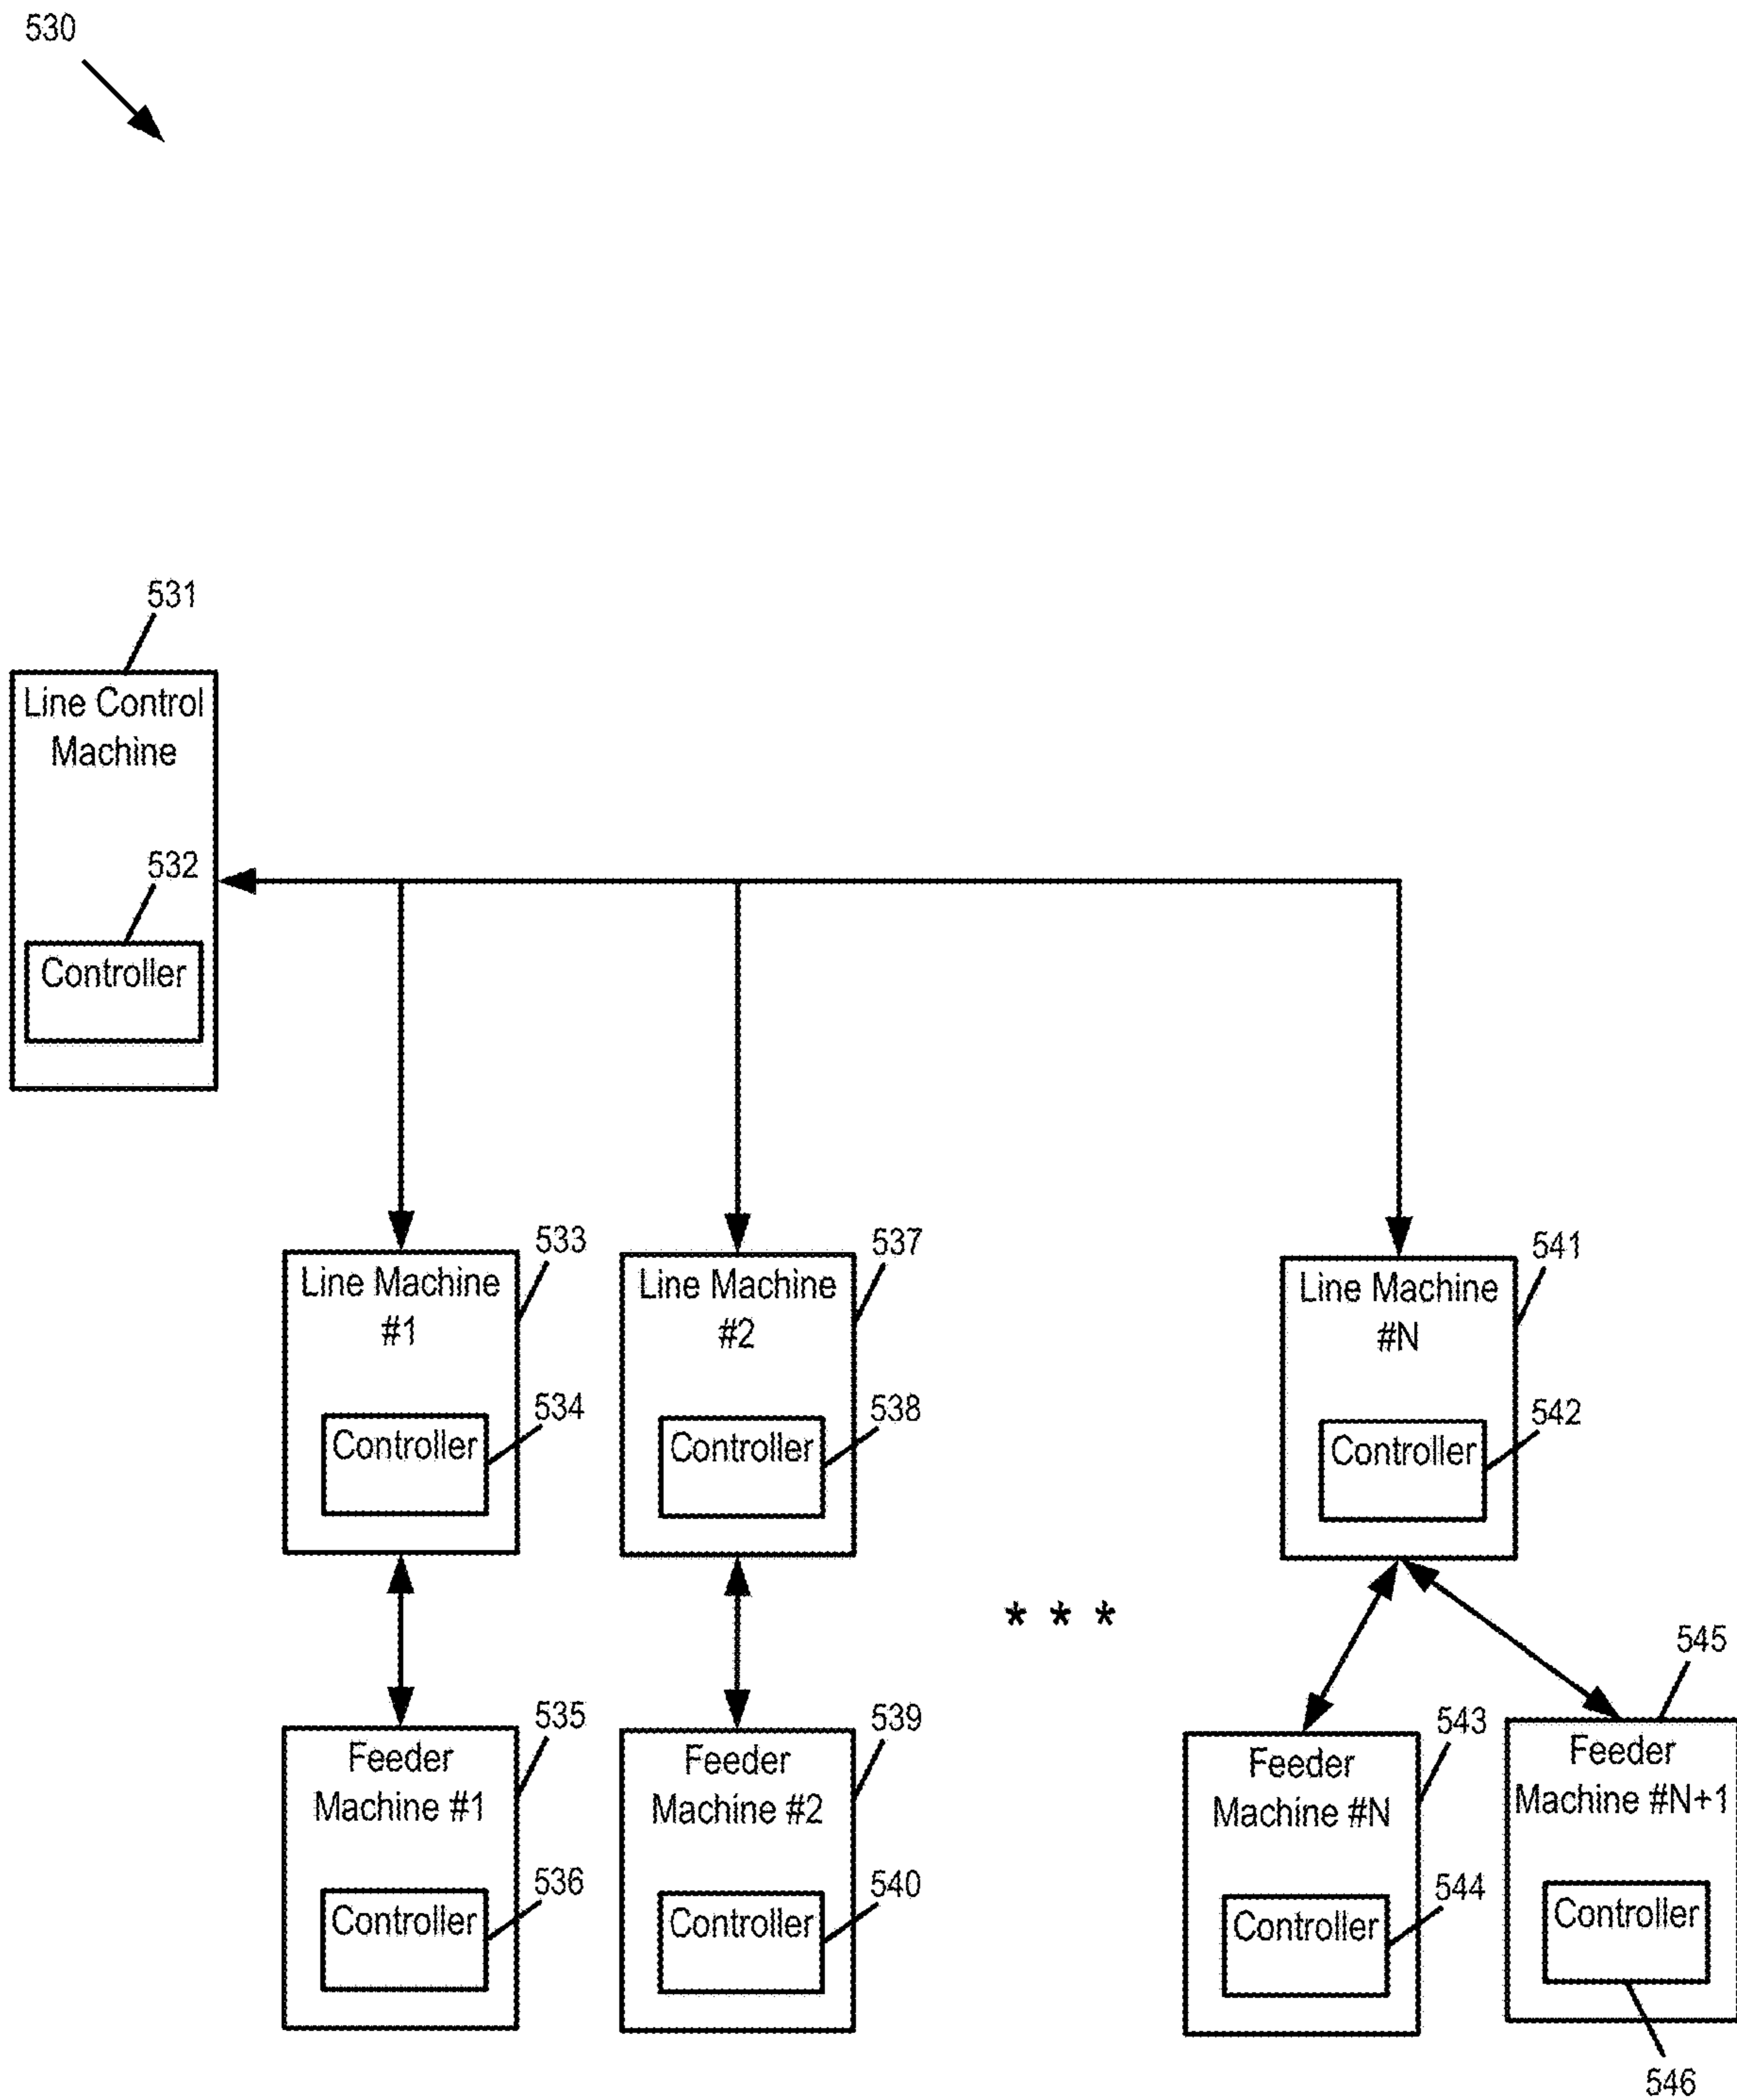 530
531
Line Control
Machine
532
Controller
533
Line Machine
#1
534
Controller
537
Line Machine
#2
538
Controller
541
Line Machine
#N
542
Controller
* * *
535
Feeder
Machine #1
536
Controller
539
Feeder
Machine #2
540
Controller
543
Feeder
Machine #N
544
Controller
545
Feeder
Machine #N+1
Controller
546